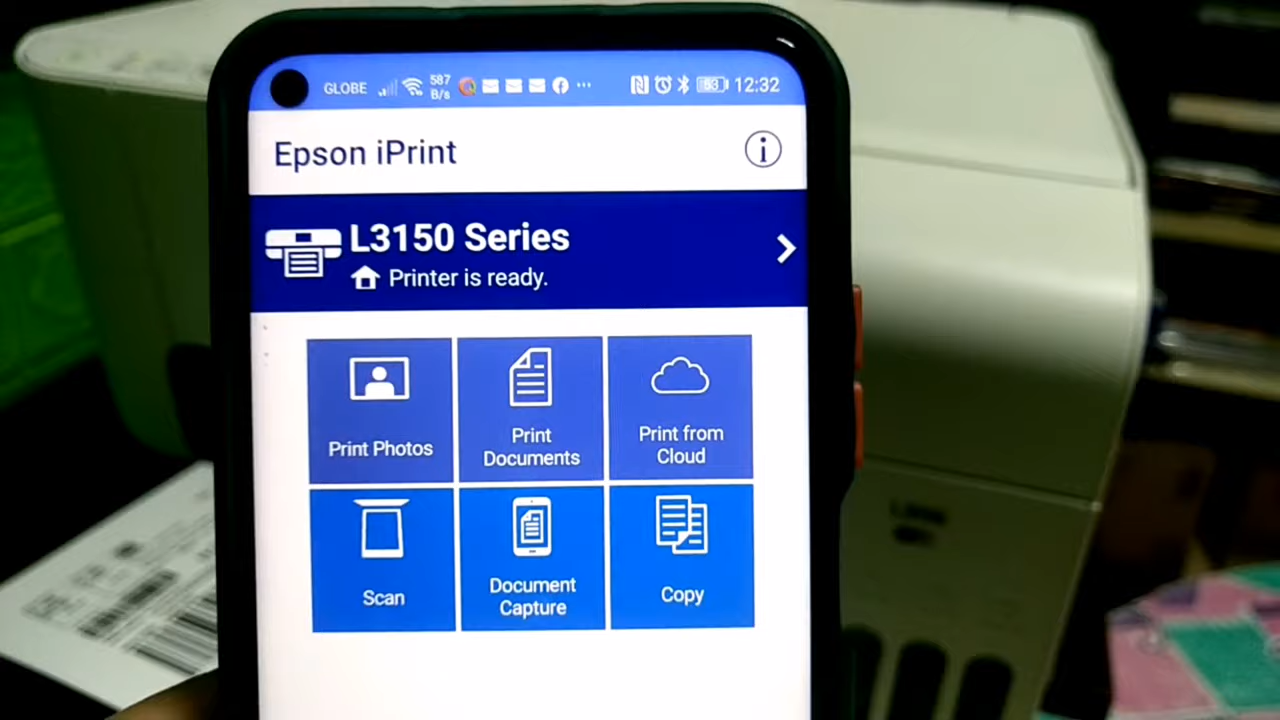 GLOBE 587 B/s 53 12:32
Epson iPrint
L3150 Series
Printer is ready.
Print Photos
Print
Documents
Print from
Cloud
Scan
Document
Capture
Copy